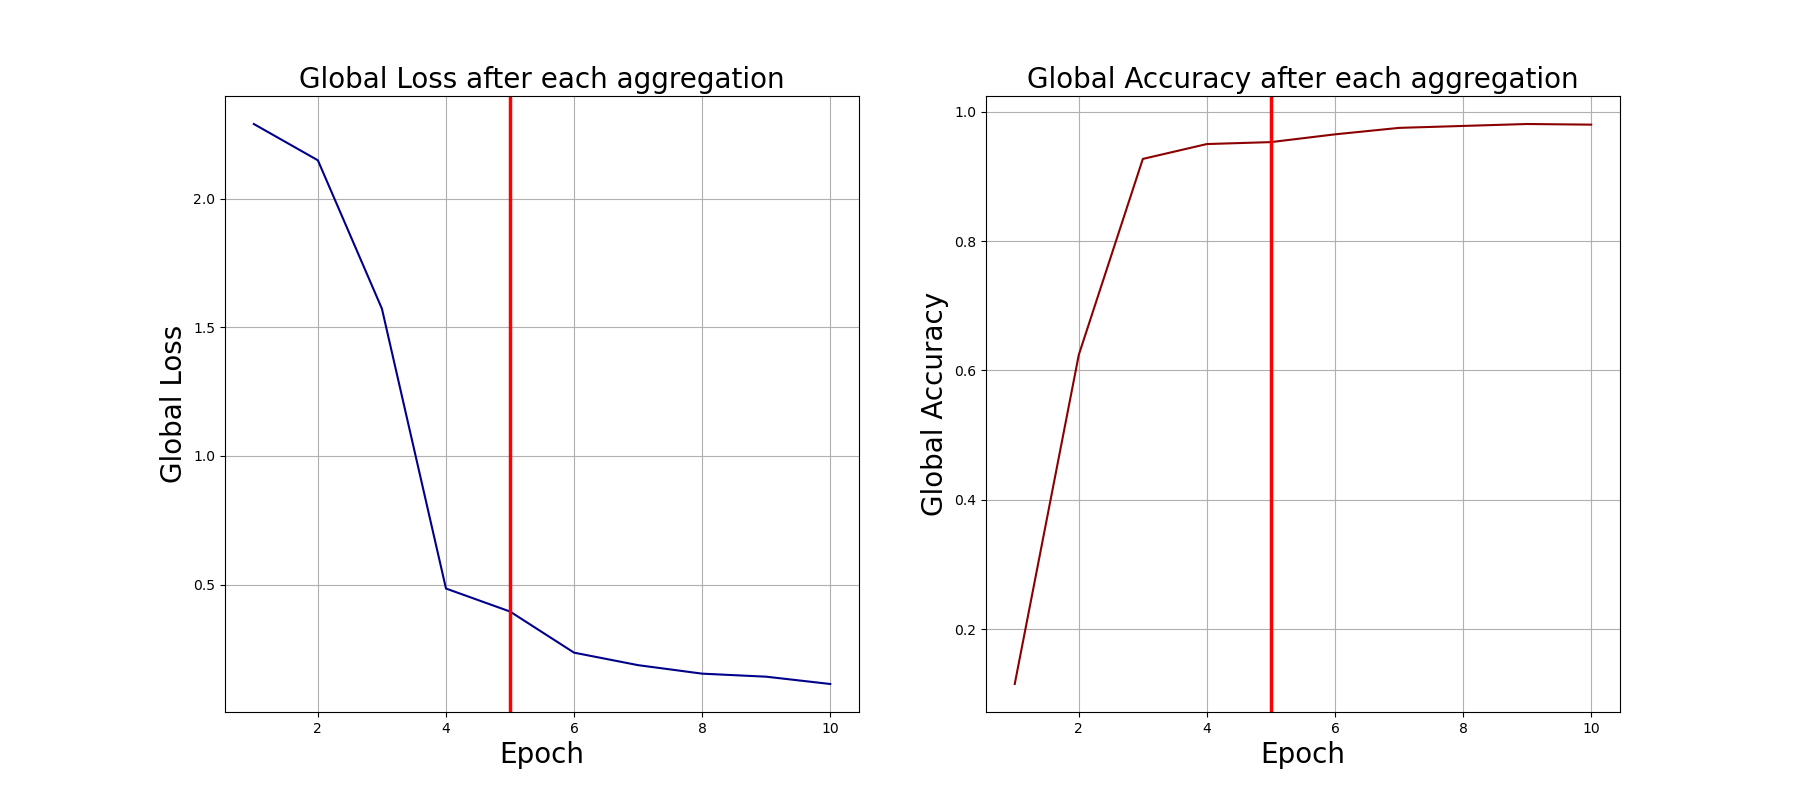 Global Loss after each aggregation
2.0
1.5
1.0
0.5
Global Loss
2 4 6 8 10
Epoch
Global Accuracy after each aggregation
1.0
0.8
0.6
0.4
0.2
Global Accuracy
2 4 6 8 10
Epoch